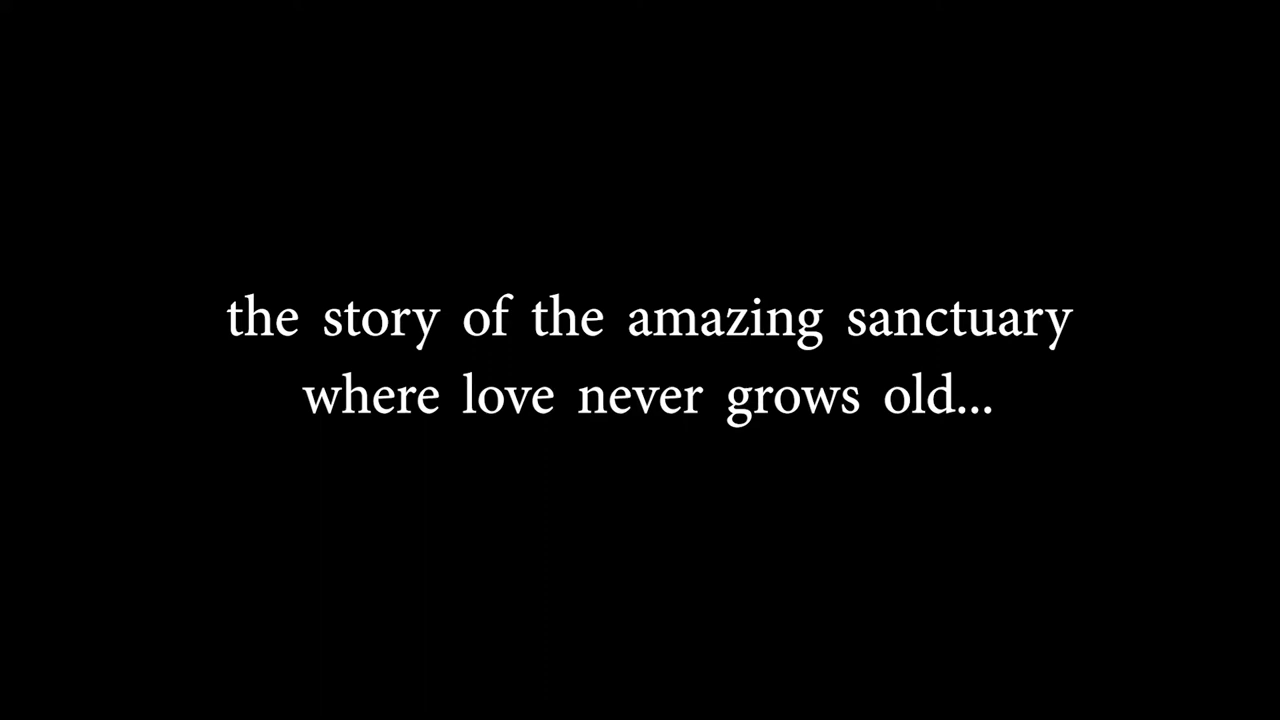 the story of the amazing sanctuary
where love never grows old...